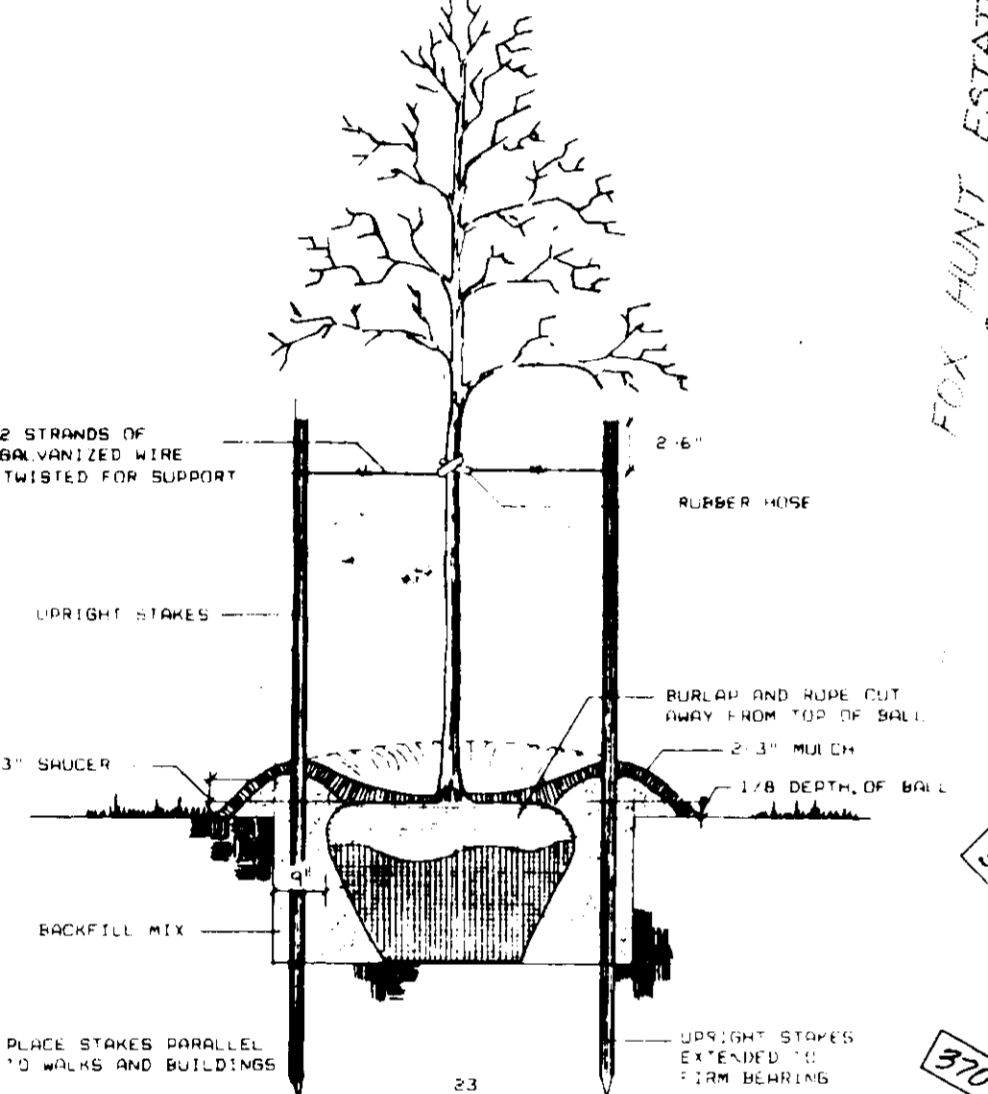 FOX HUNT
2 STRANDS OF
GALVANIZED WIRE
TWISTED FOR SUPPORT
2-6"
RUBBER HOSE
UPRIGHT STAKES
BURLAP AND ROPE CUT
AWAY FROM TOP OF BALL
2-3" MULCH
3" SAUCER
1/8 DEPTH OF BALL
9"
BACKFILL MIX
PLACE STAKES PARALLEL
TO WALKS AND BUILDINGS
UPRIGHT STAKES
EXTENDED TO
FIRM BEARING
23
370